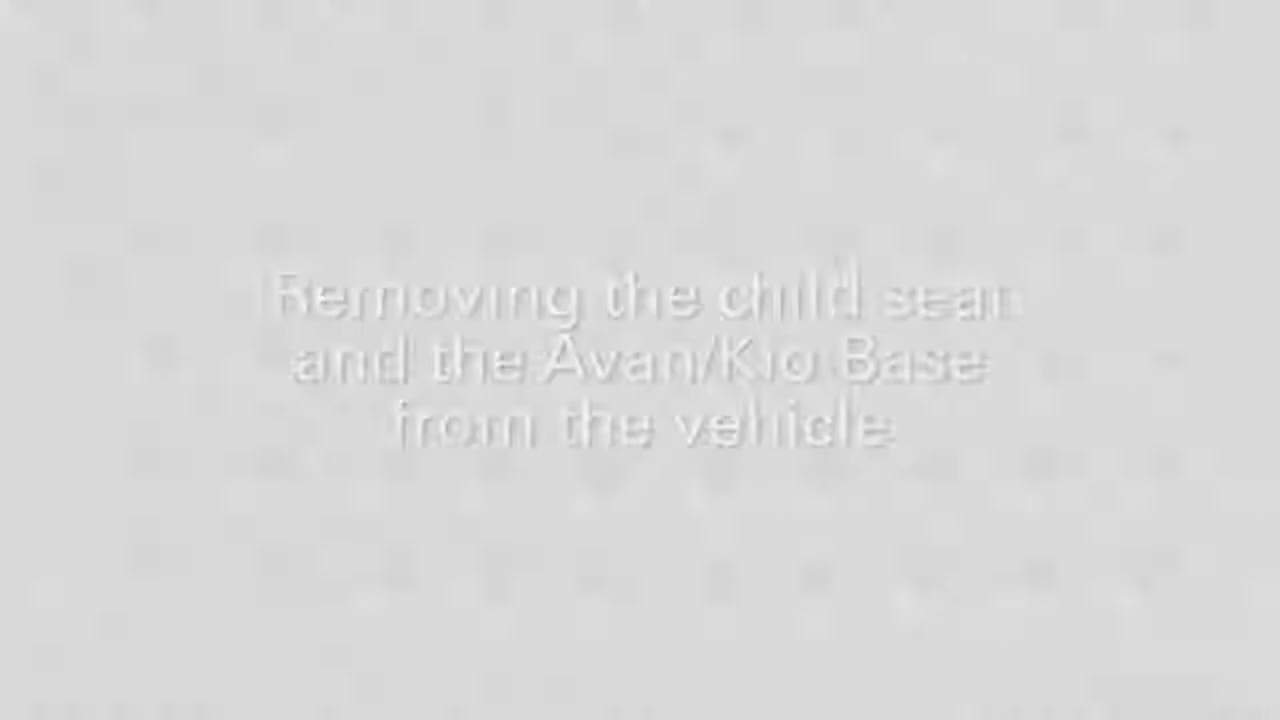 Removing the child seat
and the Avan/Kio Base
from the vehicle